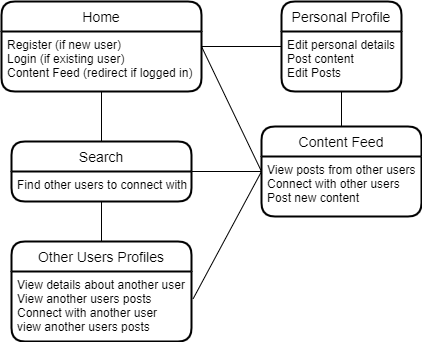 Home
Register (if new user)
Login (if existing user)
Content Feed (redirect if logged in)
Personal Profile
Edit personal details
Post content
Edit Posts
Search
Find other users to connect with
Content Feed
View posts from other users
Connect with other users
Post new content
Other Users Profiles
View details about another user
View another users posts
Connect with another user
view another users posts